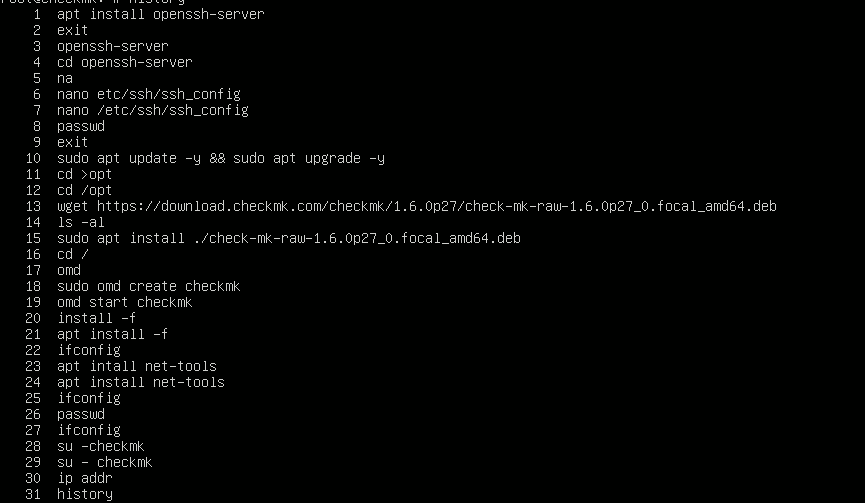 root@checkmk:~# history
1 apt install openssh-server
2 exit
3 openssh-server
4 cd openssh-server
5 na
6 nano etc/ssh/ssh_config
7 nano /etc/ssh/ssh_config
8 passwd
9 exit
10 sudo apt update -y && sudo apt upgrade -y
11 cd >opt
12 cd /opt
13 wget https://download.checkmk.com/checkmk/1.6.0p27/check-mk-raw-1.6.0p27_0.focal_amd64.deb
14 ls -al
15 sudo apt install ./check-mk-raw-1.6.0p27_0.focal_amd64.deb
16 cd /
17 omd
18 sudo omd create checkmk
19 omd start checkmk
20 install -f
21 apt install -f
22 ifconfig
23 apt intall net-tools
24 apt install net-tools
25 ifconfig
26 passwd
27 ifconfig
28 su -checkmk
29 su - checkmk
30 ip addr
31 history